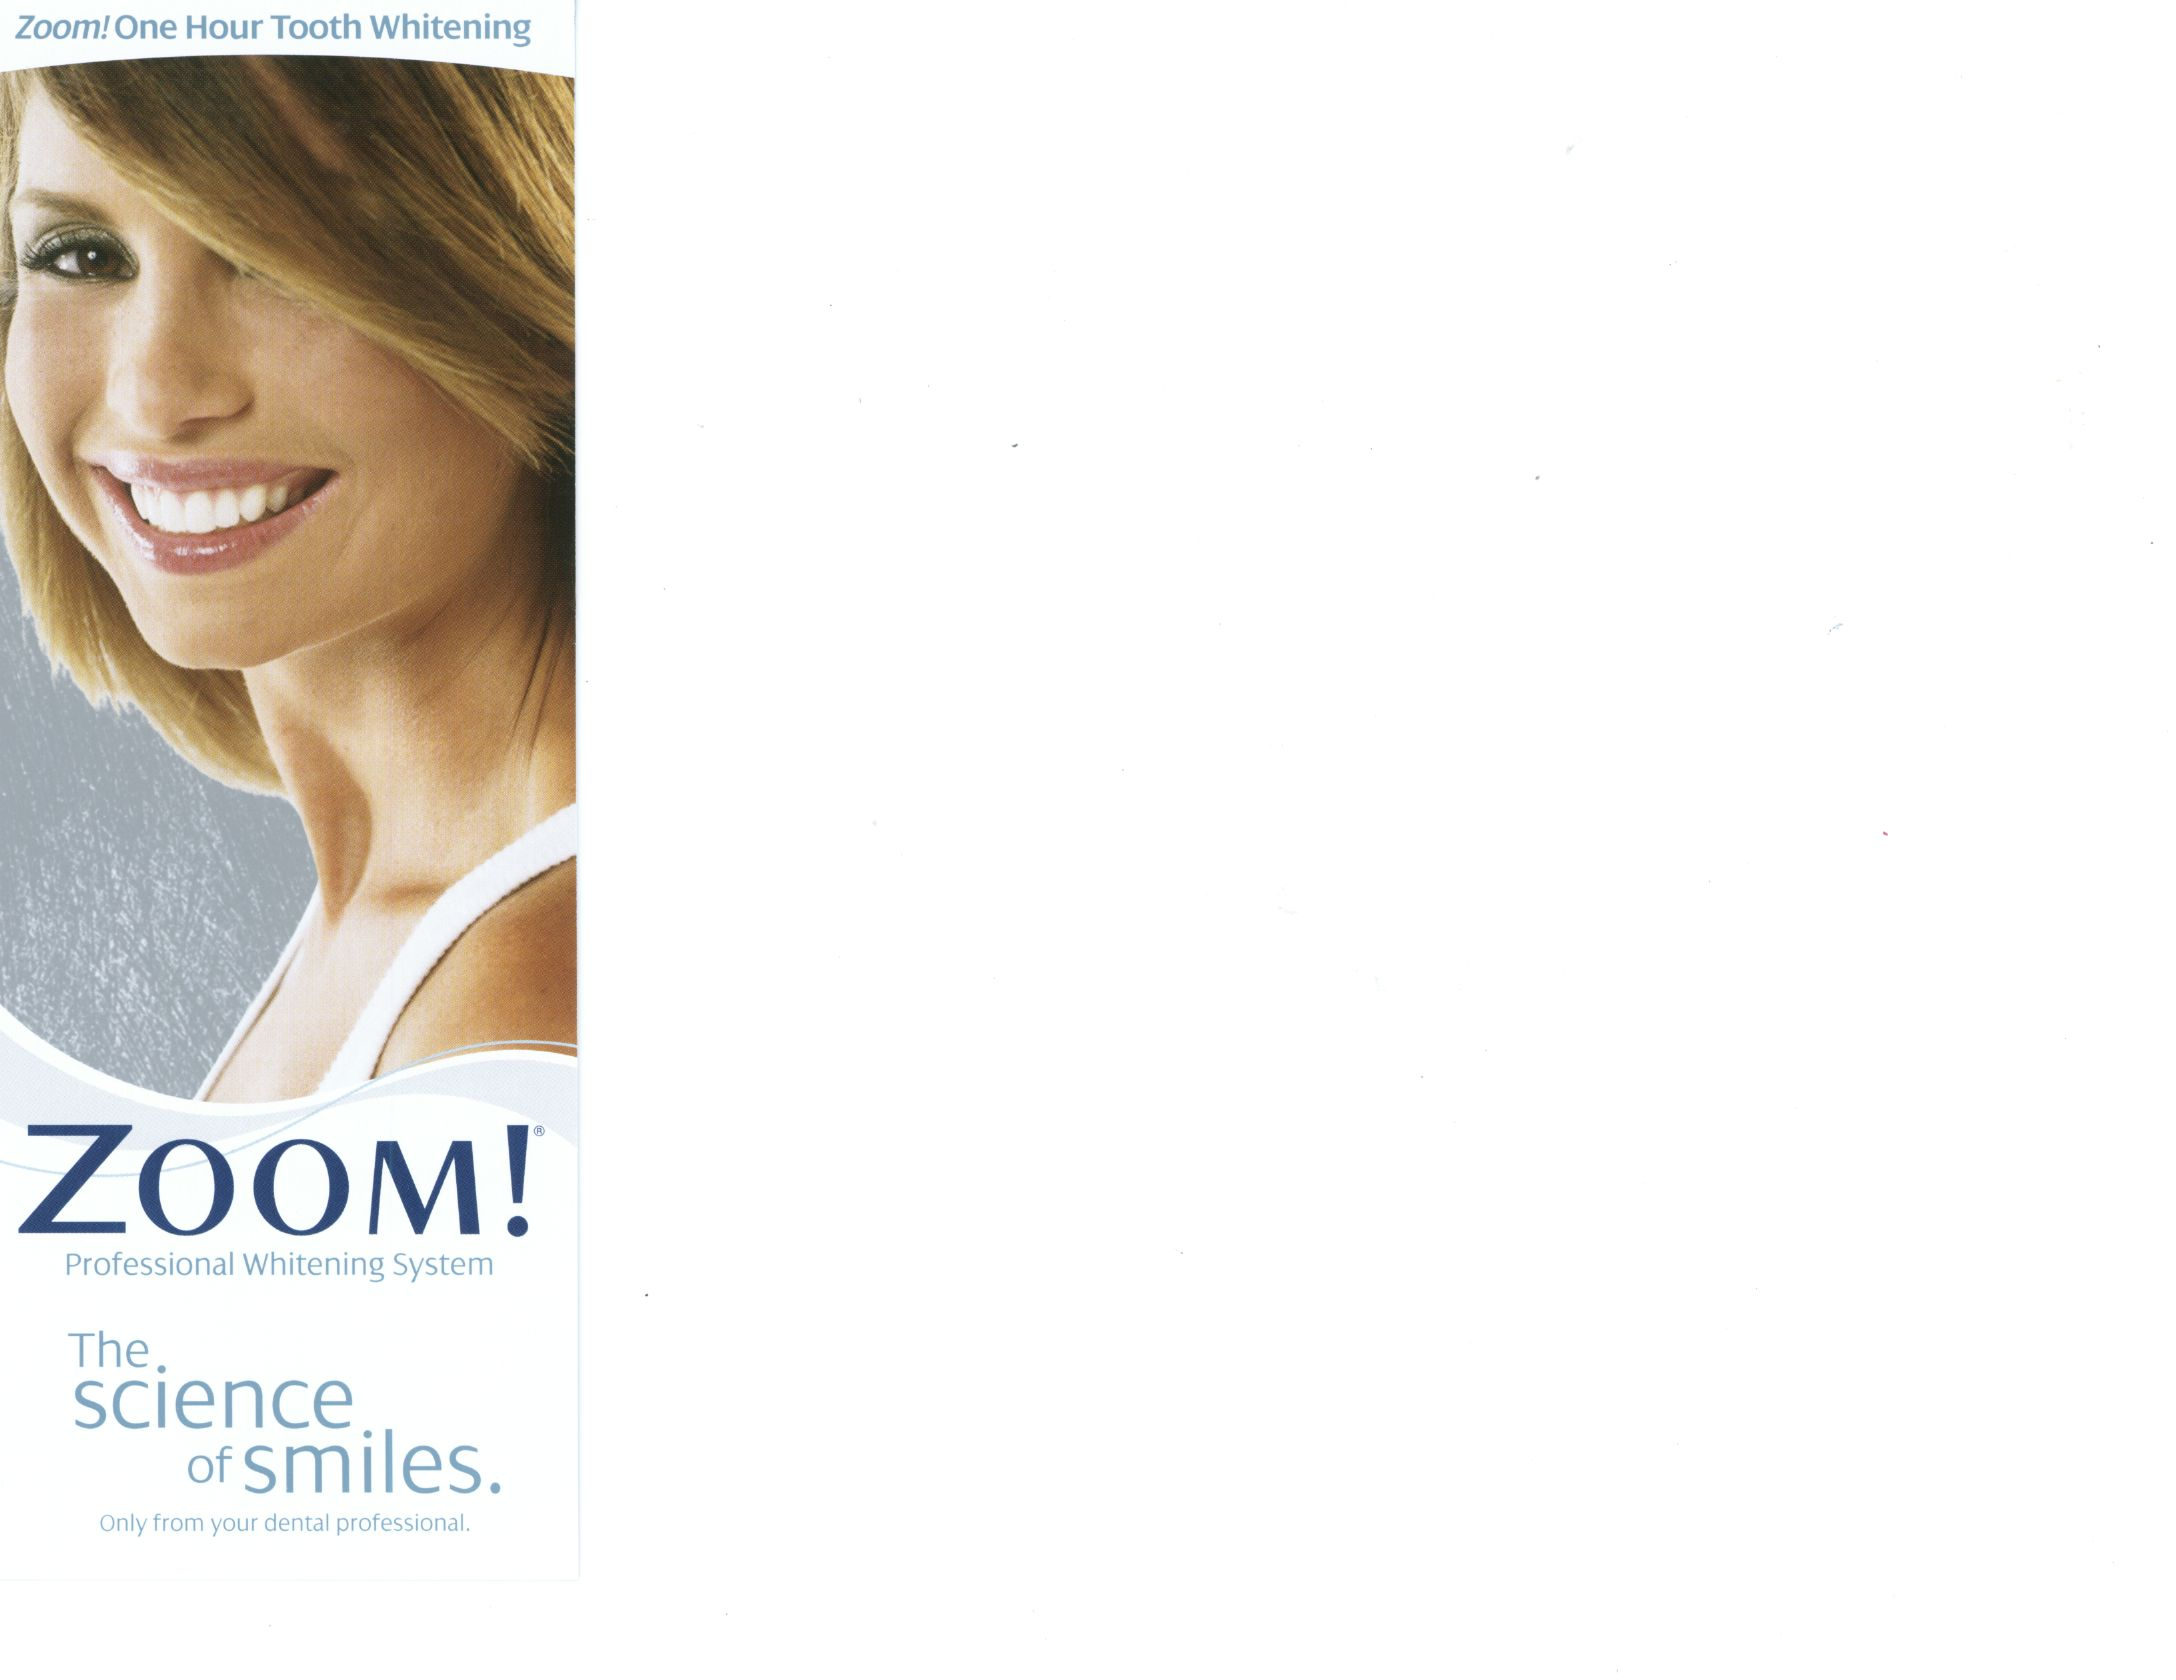 Zoom! One Hour Tooth Whitening
ZOOM!®
Professional Whitening System
The
science
of smiles.
Only from your dental professional.